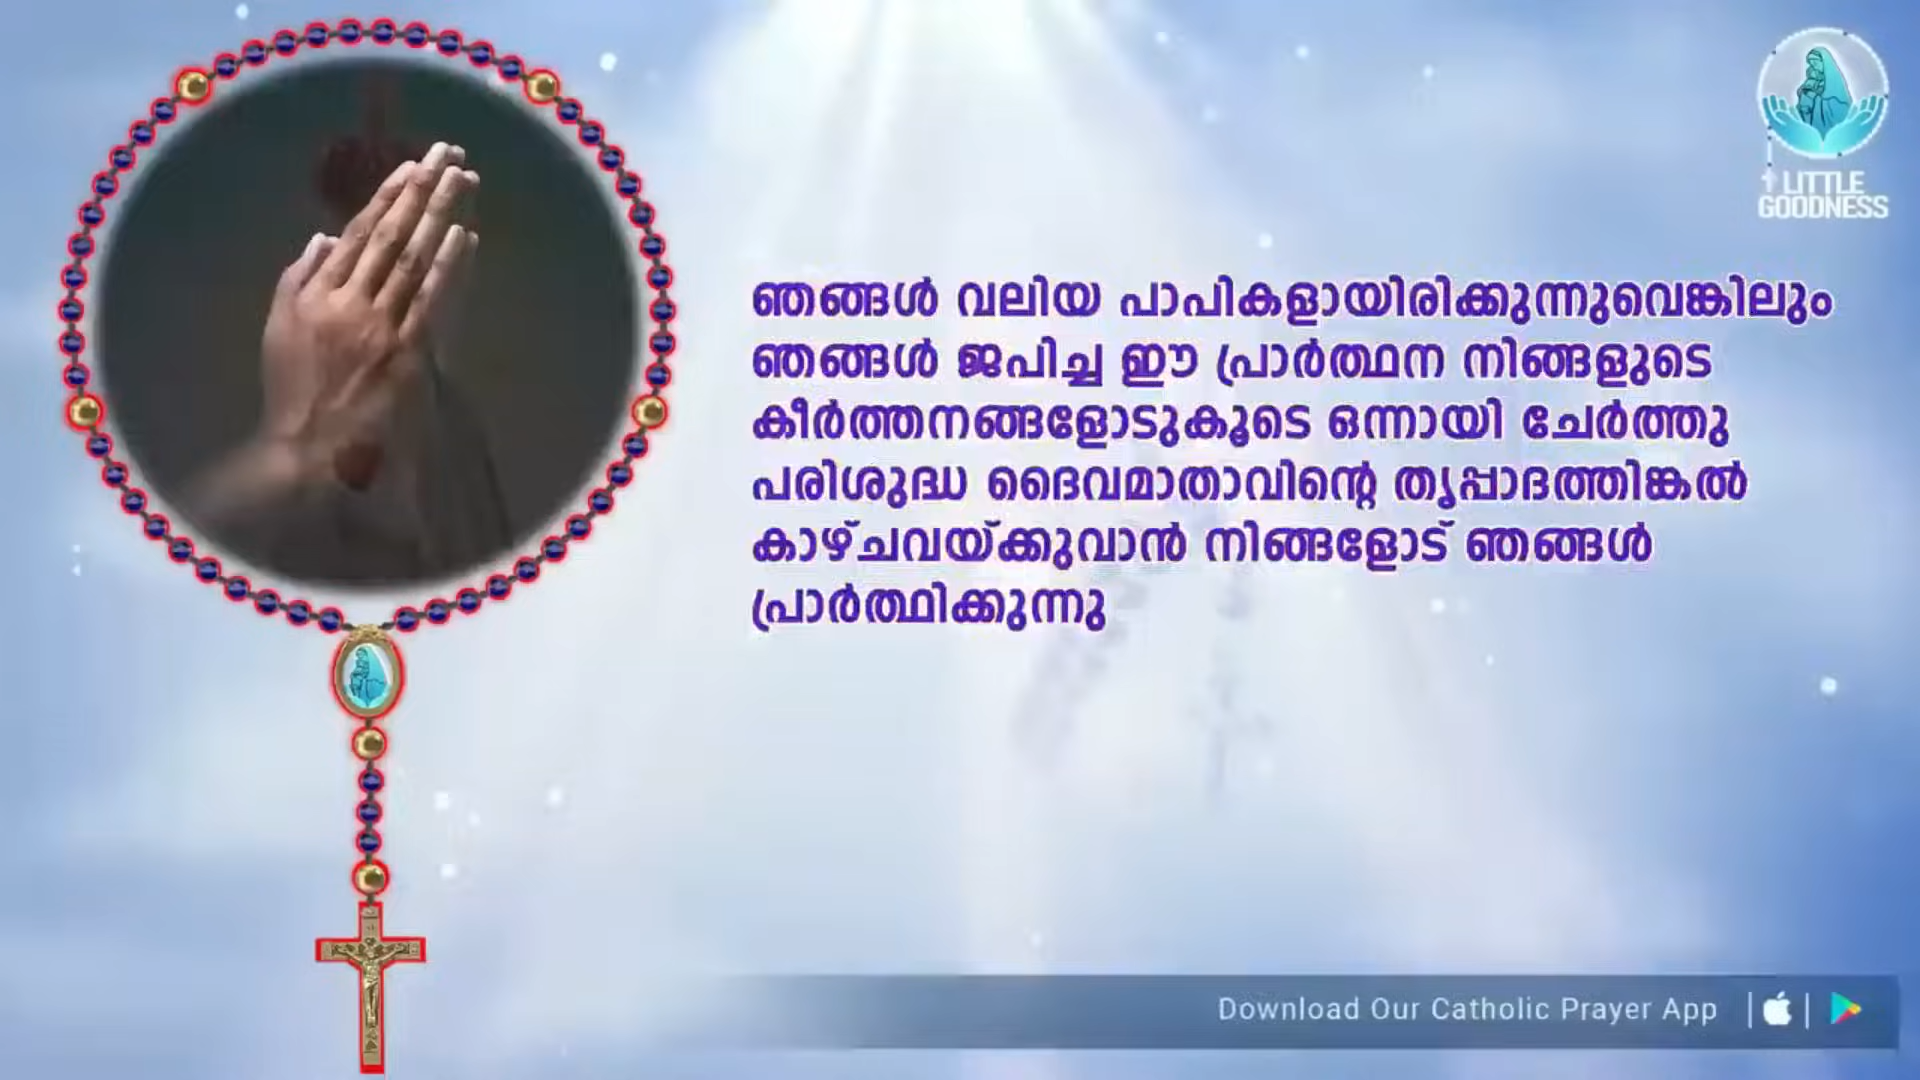 LITTLE
GOODNESS
ഞങ്ങൾ വലിയ പാപികളായിരിക്കുന്നുവെങ്കിലും
ഞങ്ങൾ ജപിച്ച ഈ പ്രാർത്ഥന നിങ്ങളുടെ
കീർത്തനങ്ങളോടുകൂടെ ഒന്നായി ചേർത്തു
പരിശുദ്ധ ദൈവമാതാവിന്റെ തൃപ്പാദത്തിങ്കൽ
കാഴ്ചവയ്ക്കുവാൻ നിങ്ങളോട് ഞങ്ങൾ
പ്രാർത്ഥിക്കുന്നു
Download Our Catholic Prayer App